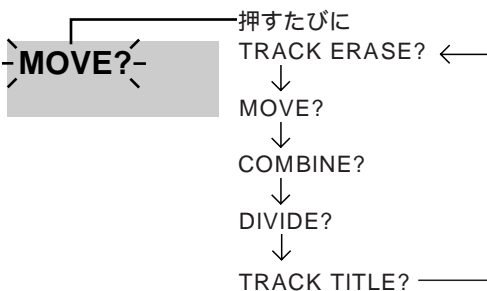 押すたびに
MOVE?
TRACK ERASE?
MOVE?
COMBINE?
DIVIDE?
TRACK TITLE?